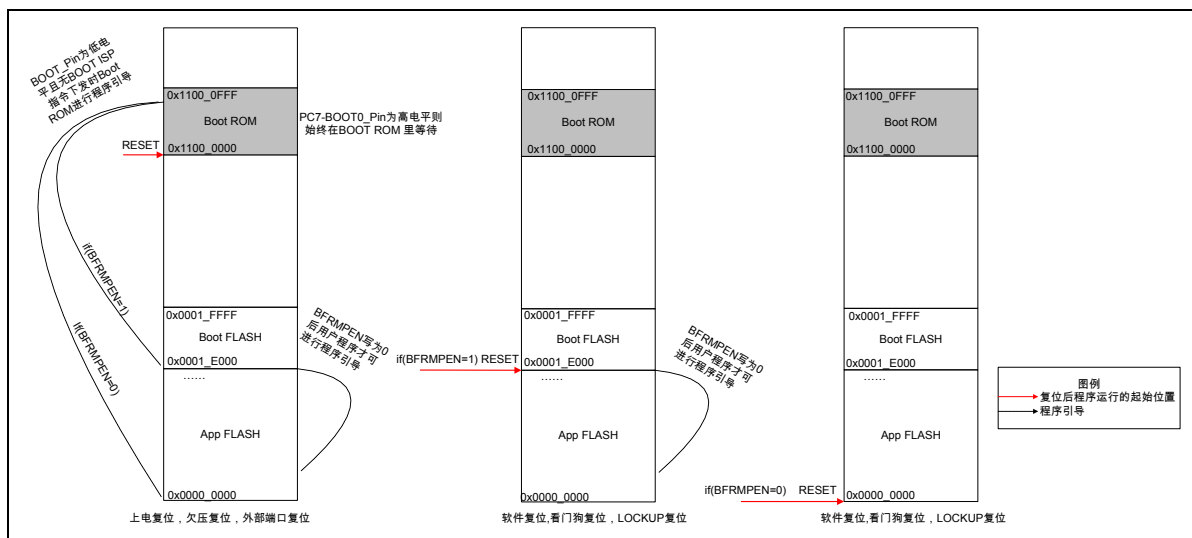 BOOT_Pin为低电
平且无BOOT ISP
指令下发时Boot
ROM进行程序引导
0x1100_0FFF
Boot ROM
0x1100_0000
RESET
PC7-BOOT0_Pin为高电平则
始终在BOOT ROM 里等待
if(BFRMPEN=1)
If(BFRMPEN=0)
0x0001_FFFF
Boot FLASH
0x0001_E000
......
App FLASH
0x0000_0000
BFRMPEN写为0
后用户程序才可
进行程序引导
上电复位，欠压复位，外部端口复位
0x1100_0FFF
Boot ROM
0x1100_0000
0x0001_FFFF
Boot FLASH
if(BFRMPEN=1) RESET
0x0001_E000
......
App FLASH
0x0000_0000
BFRMPEN写为0
后用户程序才可
进行程序引导
软件复位,看门狗复位，LOCKUP复位
0x1100_0FFF
Boot ROM
0x1100_0000
0x0001_FFFF
Boot FLASH
0x0001_E000
......
App FLASH
if(BFRMPEN=0) RESET
0x0000_0000
软件复位,看门狗复位，LOCKUP复位
图例
复位后程序运行的起始位置
程序引导